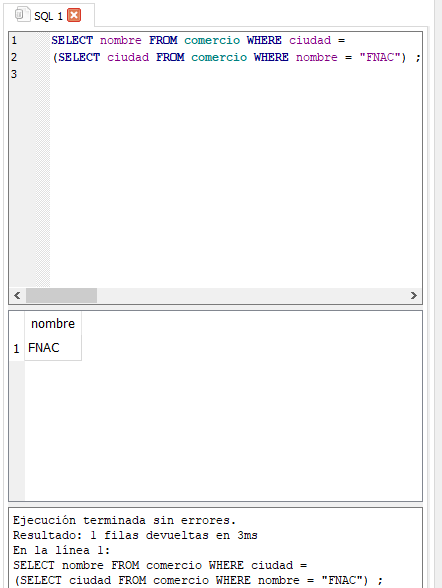 SQL 1
1 SELECT nombre FROM comercio WHERE ciudad =
2 (SELECT ciudad FROM comercio WHERE nombre = "FNAC") ;
3
nombre
1 FNAC
Ejecución terminada sin errores.
Resultado: 1 filas devueltas en 3ms
En la línea 1:
SELECT nombre FROM comercio WHERE ciudad =
(SELECT ciudad FROM comercio WHERE nombre = "FNAC") ;